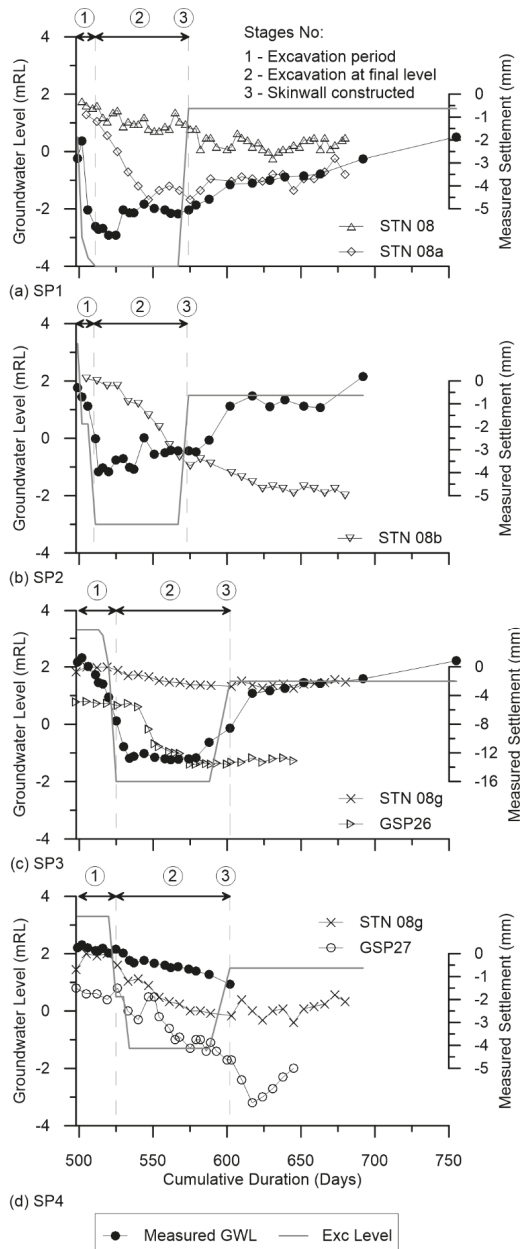 ① ② ③
Stages No:
1 - Excavation period
2 - Excavation at final level
3 - Skinwall constructed
Groundwater Level (mRL)
4
2
0
-2
-4
0
-1
-2
-3
-4
-5
Measured Settlement (mm)
STN 08
STN 08a
(a) SP1
① ② ③
Groundwater Level (mRL)
4
2
0
-2
-4
0
-1
-2
-3
-4
-5
Measured Settlement (mm)
STN 08b
(b) SP2
① ② ③
Groundwater Level (mRL)
4
2
0
-2
-4
0
-4
-8
-12
-16
Measured Settlement (mm)
STN 08g
GSP26
(c) SP3
① ② ③
Groundwater Level (mRL)
4
2
0
-2
-4
STN 08g
GSP27
0
-1
-2
-3
-4
-5
Measured Settlement (mm)
500 550 600 650 700 750
Cumulative Duration (Days)
(d) SP4
Measured GWL Exc Level